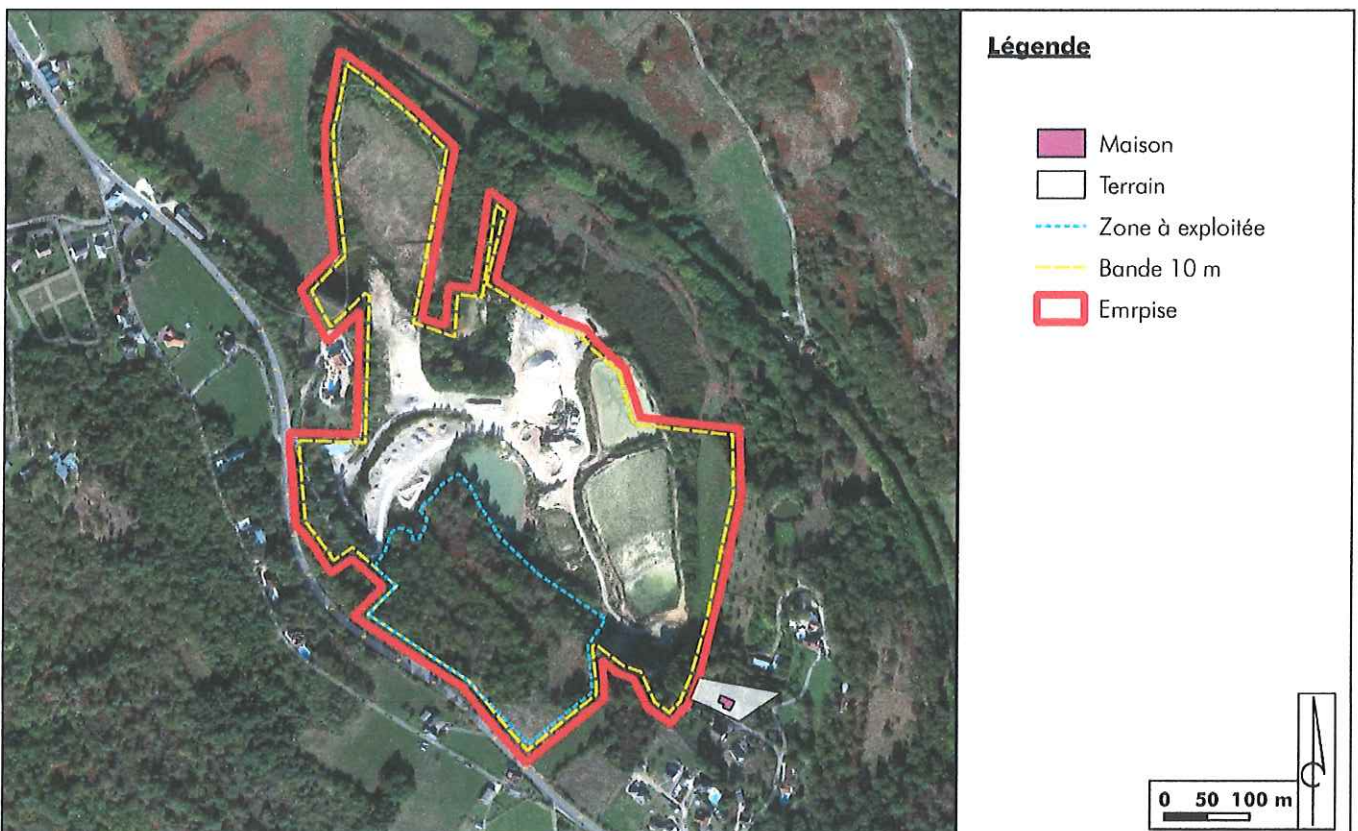 Légende
Maison
Terrain
Zone à exploitée
Bande 10 m
Emrpise
0 50 100 m